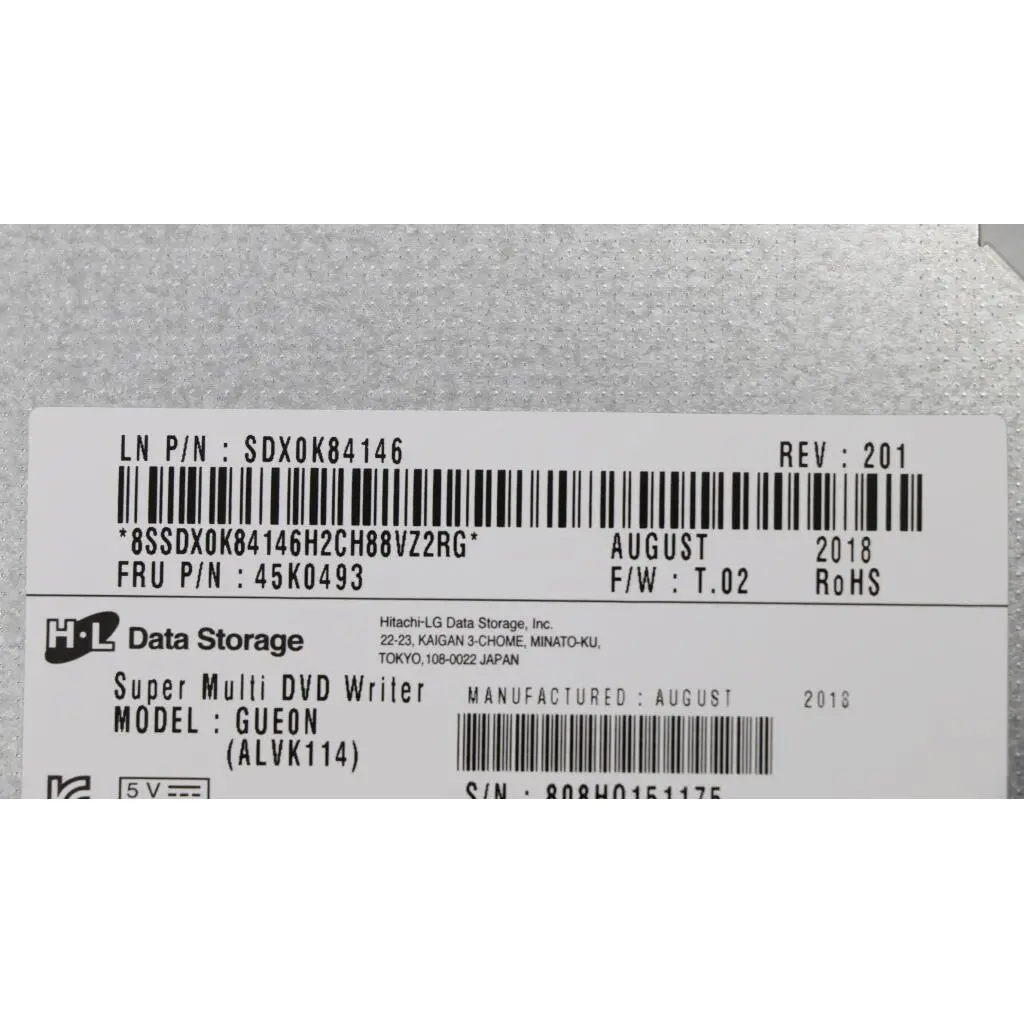 LN P/N : SDX0K84146 REV : 201
*8SSDX0K84146H2CH88VZ2RG* AUGUST 2018
FRU P/N : 45K0493 F/W : T.02 RoHS
H·L Data Storage
Hitachi-LG Data Storage, Inc.
22-23, KAIGAN 3-CHOME, MINATO-KU,
TOKYO,108-0022 JAPAN
Super Multi DVD Writer
MODEL : GUE0N
(ALVK114)
MANUFACTURED : AUGUST 2018
5 V
S/N : 808HQ151175